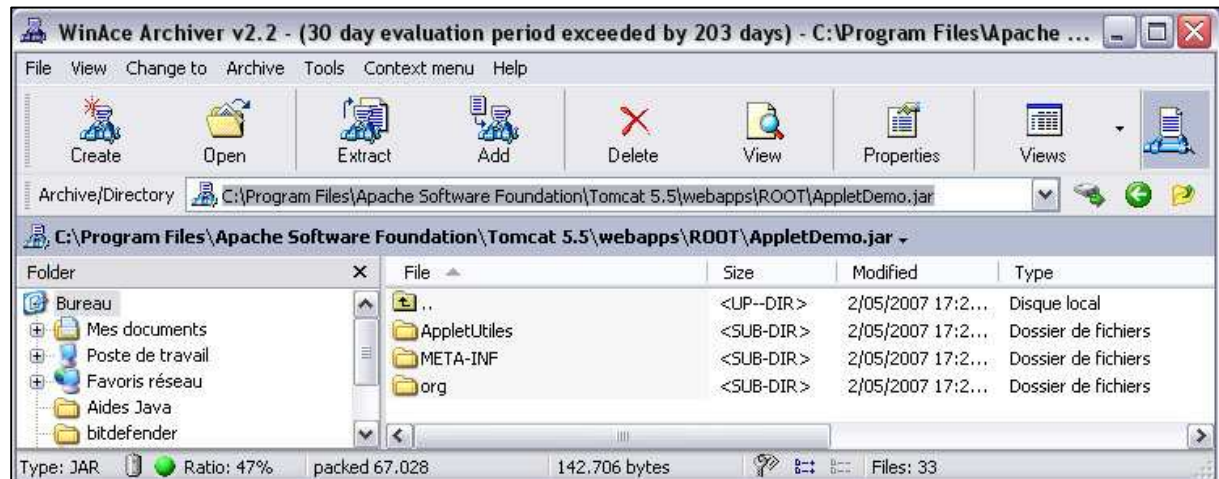 WinAce Archiver v2.2 - (30 day evaluation period exceeded by 203 days) - C:\Program Files\Apache ...
File View Change to Archive Tools Context menu Help
Create Open Extract Add Delete View Properties Views
Archive/Directory C:\Program Files\Apache Software Foundation\Tomcat 5.5\webapps\ROOT\AppletDemo.jar
C:\Program Files\Apache Software Foundation\Tomcat 5.5\webapps\ROOT\AppletDemo.jar
Folder File Size Modified Type
Bureau .. <UP--DIR> 2/05/2007 17:2... Disque local
Mes documents AppletUtiles <SUB-DIR> 2/05/2007 17:2... Dossier de fichiers
Poste de travail META-INF <SUB-DIR> 2/05/2007 17:2... Dossier de fichiers
Favoris réseau org <SUB-DIR> 2/05/2007 17:2... Dossier de fichiers
Aides Java
bitdefender
Type: JAR Ratio: 47% packed 67.028 142.706 bytes Files: 33